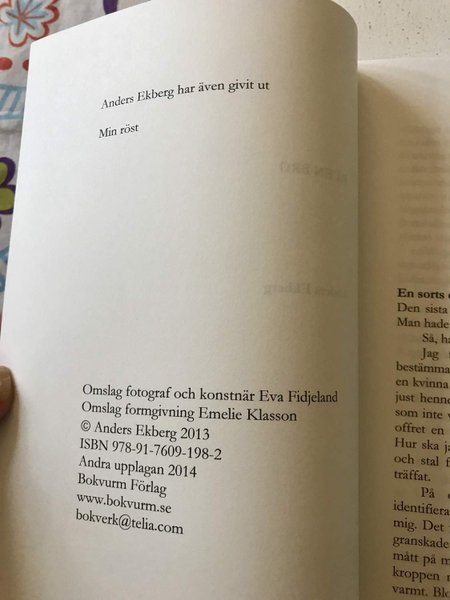 Anders Ekberg har även givit ut
Min röst
Omslag fotograf och konstnär Eva Fidjeland
Omslag formgivning Emelie Klasson
© Anders Ekberg 2013
ISBN 978-91-7609-198-2
Andra upplagan 2014
Bokvurm Förlag
www.bokvurm.se
bokverk@telia.com
En sorts
Den sista
Man hade
Så, ha
Jag
bestämma
en kvinna
just henne
som inte v
offret en
Hur ska ja
och stal f
träffat.
På
identifiera
mig. Det
granskade
mått på m
kroppen
varmt. Blo